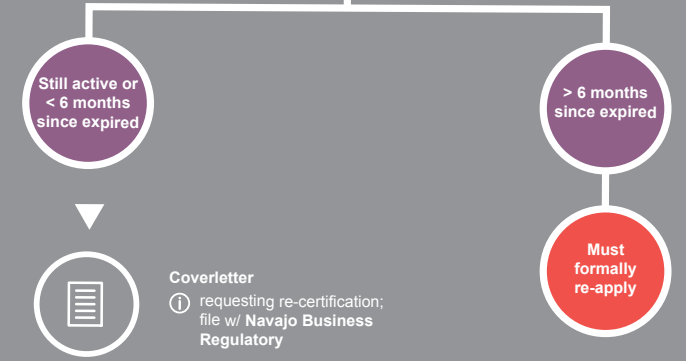 Still active or
< 6 months
since expired
> 6 months
since expired
Must
formally
re-apply
Coverletter
i requesting re-certification;
file w/ Navajo Business
Regulatory